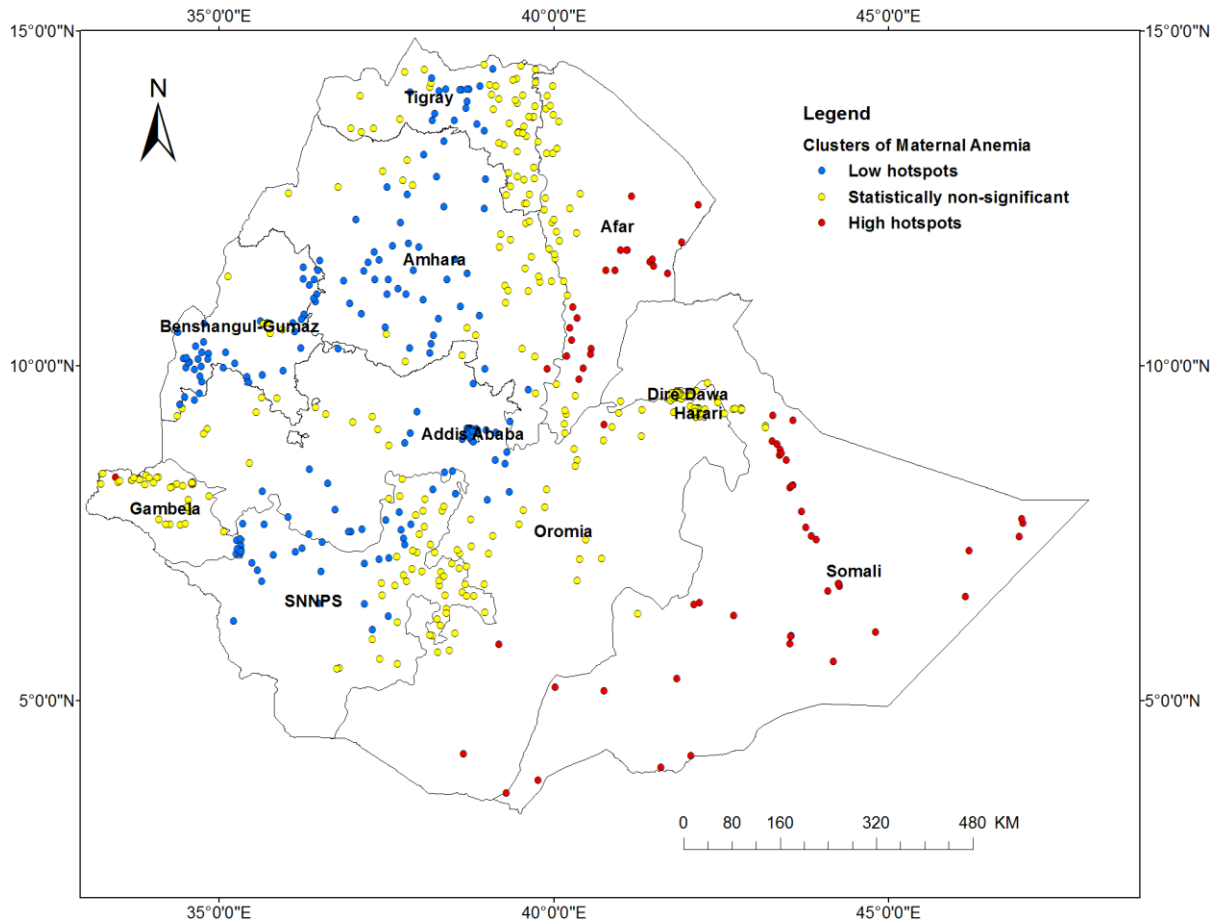 35°0'0"E 40°0'0"E 45°0'0"E
15°0'0"N 15°0'0"N
N
Tigray
Legend
Clusters of Maternal Anemia
Low hotspots
Statistically non-significant
High hotspots
Afar
Amhara
Benshangul-Gumaz
10°0'0"N 10°0'0"N
Dire Dawa
Harari
Addis Ababa
Gambela
Oromia
Somali
SNNPS
5°0'0"N 5°0'0"N
0 80 160 320 480 KM
35°0'0"E 40°0'0"E 45°0'0"E